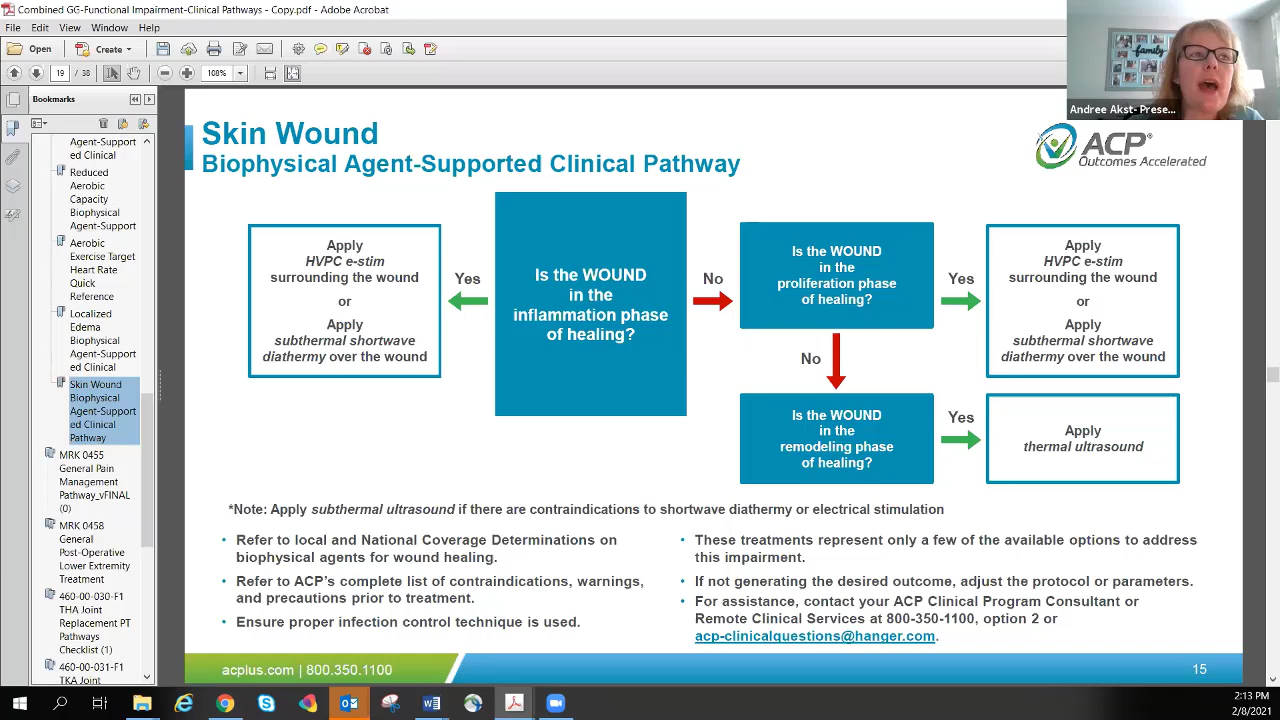 Combined GG-Functional Impairment-Clinical Pathways - Copy.pdf - Adobe Acrobat
File Edit View Window Help
Open Create
19 / 38 108%
Bookmarks
Agent-Support
ed Clinical
Reduced
Aerobic
Capacity
Biophysical
Agent-Support
Aerobic
Exercise Target
Heart Rate
Quick
Reference
Localized
Edema
Biophysical
Agent-Support
ed Clinical
Skin Wound
Biophysical
Agent-Support
ed Clinical
Pathway
MRK 0455
General Pain
Management
Pathway_vFINAL
(0)
MRK 0458
General
Post-Operative
Lower Extremity
Treatment
460-00-030-F1
THA Joint
Replacement PT
Pathways
Checklist (1)
460-00-031-F1
TKA Joint
family
Andree Akst- Prese...
Skin Wound
Biophysical Agent-Supported Clinical Pathway
ACP®
Outcomes Accelerated
Apply
HVPC e-stim
surrounding the wound
or
Apply
subthermal shortwave
diathermy over the wound
Yes
Is the WOUND
in the
inflammation phase
of healing?
No
Is the WOUND
in the
proliferation phase
of healing?
Yes
Apply
HVPC e-stim
surrounding the wound
or
Apply
subthermal shortwave
diathermy over the wound
No
Is the WOUND
in the
remodeling phase
of healing?
Yes
Apply
thermal ultrasound
*Note: Apply subthermal ultrasound if there are contraindications to shortwave diathermy or electrical stimulation
• Refer to local and National Coverage Determinations on
biophysical agents for wound healing.
• Refer to ACP's complete list of contraindications, warnings,
and precautions prior to treatment.
• Ensure proper infection control technique is used.
• These treatments represent only a few of the available options to address
this impairment.
• If not generating the desired outcome, adjust the protocol or parameters.
• For assistance, contact your ACP Clinical Program Consultant or
Remote Clinical Services at 800-350-1100, option 2 or
acp-clinicalquestions@hanger.com.
acplus.com | 800.350.1100
15
2:13 PM
2/8/2021